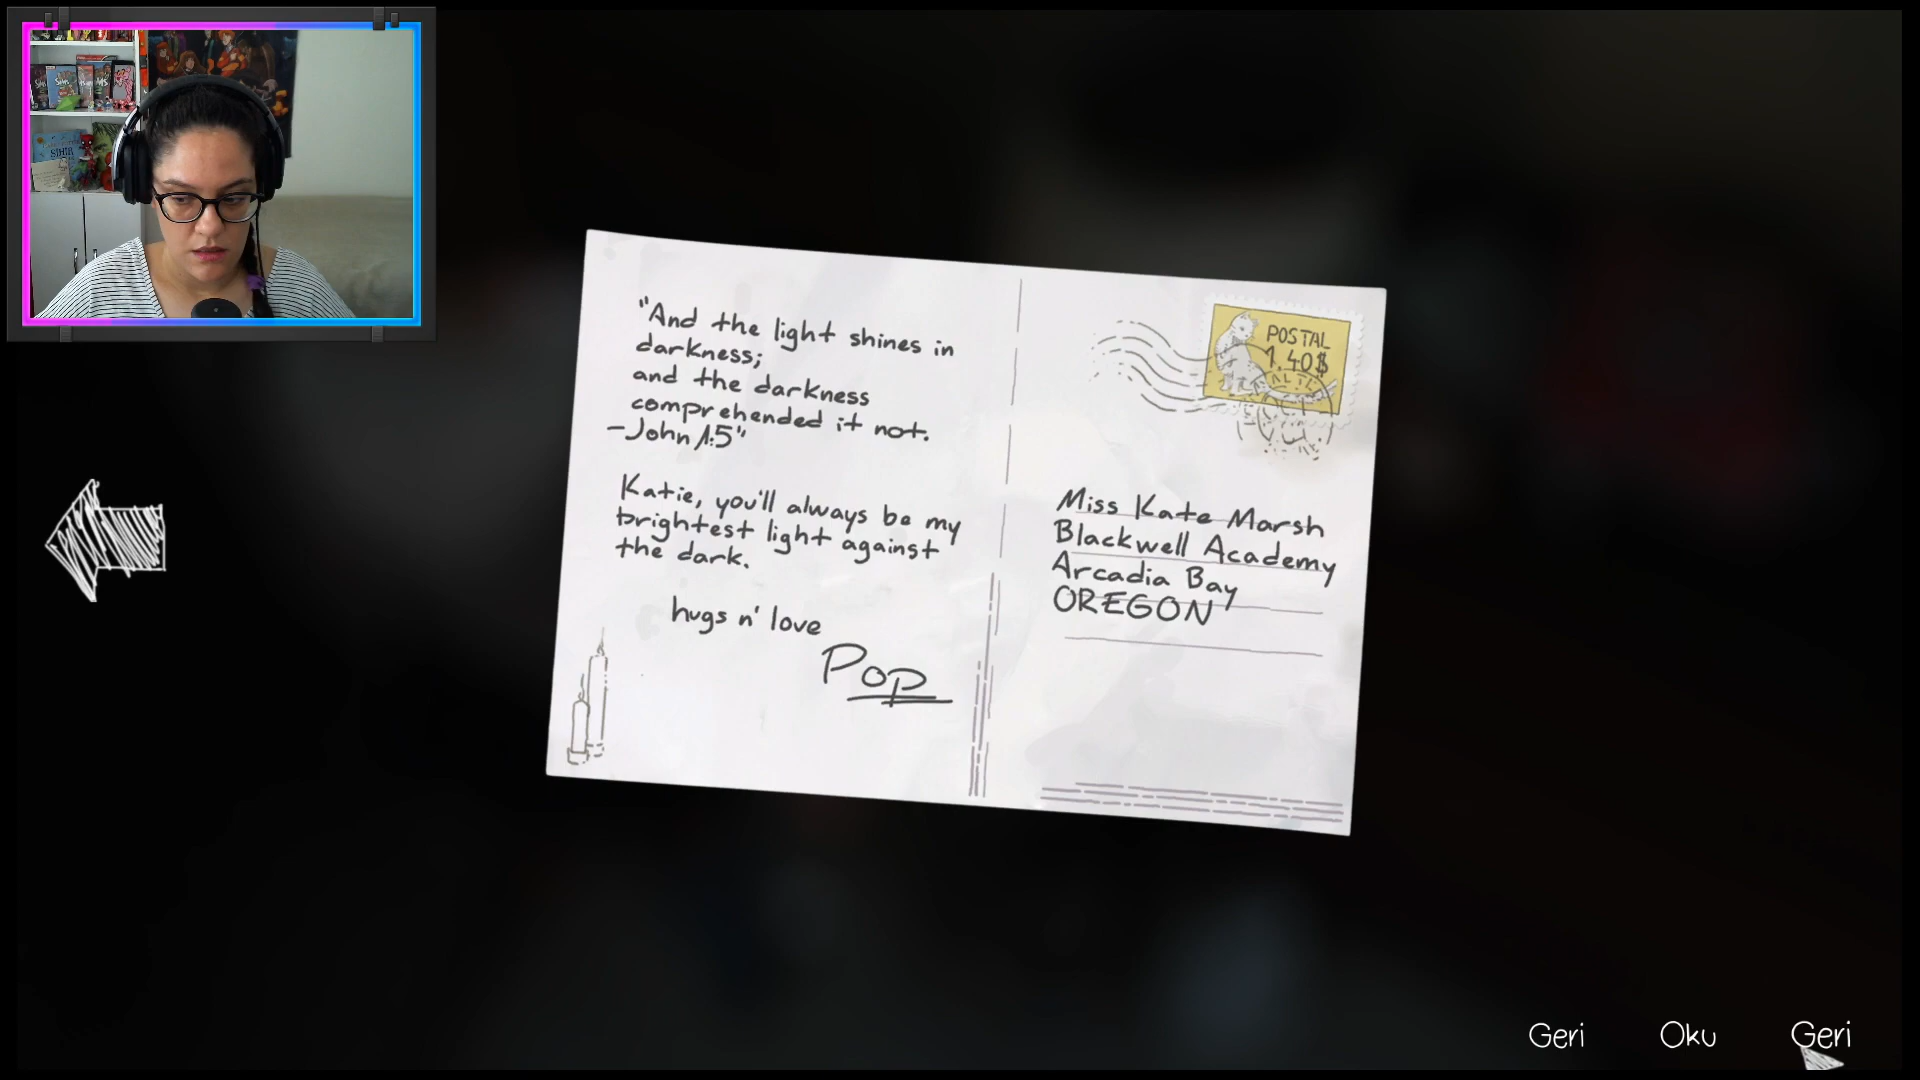 SIHIR
"And the light shines in
darkness;
and the darkness
comprehended it not.
-John 1:5"
Katie, you'll always be my
brightest light against
the dark.
hugs n' love
Pop
POSTAL
1.40$
Miss Kate Marsh
Blackwell Academy
Arcadia Bay
OREGON
Geri
Oku
Geri